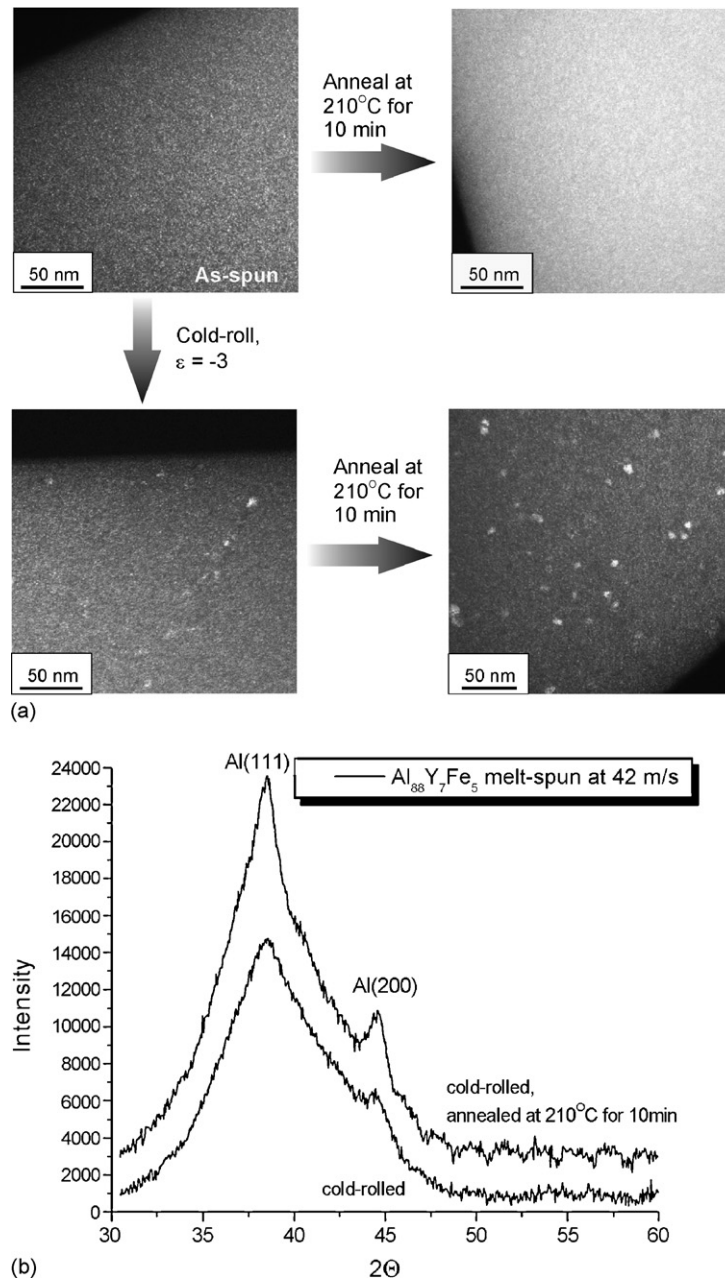 Anneal at
210°C for
10 min
50 nm
As-spun
50 nm
Cold-roll,
ε = -3
Anneal at
210°C for
10 min
50 nm
50 nm
(a)
Al(111)
Al₈₈Y₇Fe₅ melt-spun at 42 m/s
24000
22000
20000
18000
16000
14000
12000
10000
8000
6000
4000
2000
0
Intensity
Al(200)
cold-rolled,
annealed at 210°C for 10min
cold-rolled
30 35 40 45 50 55 60
(b)
2Θ